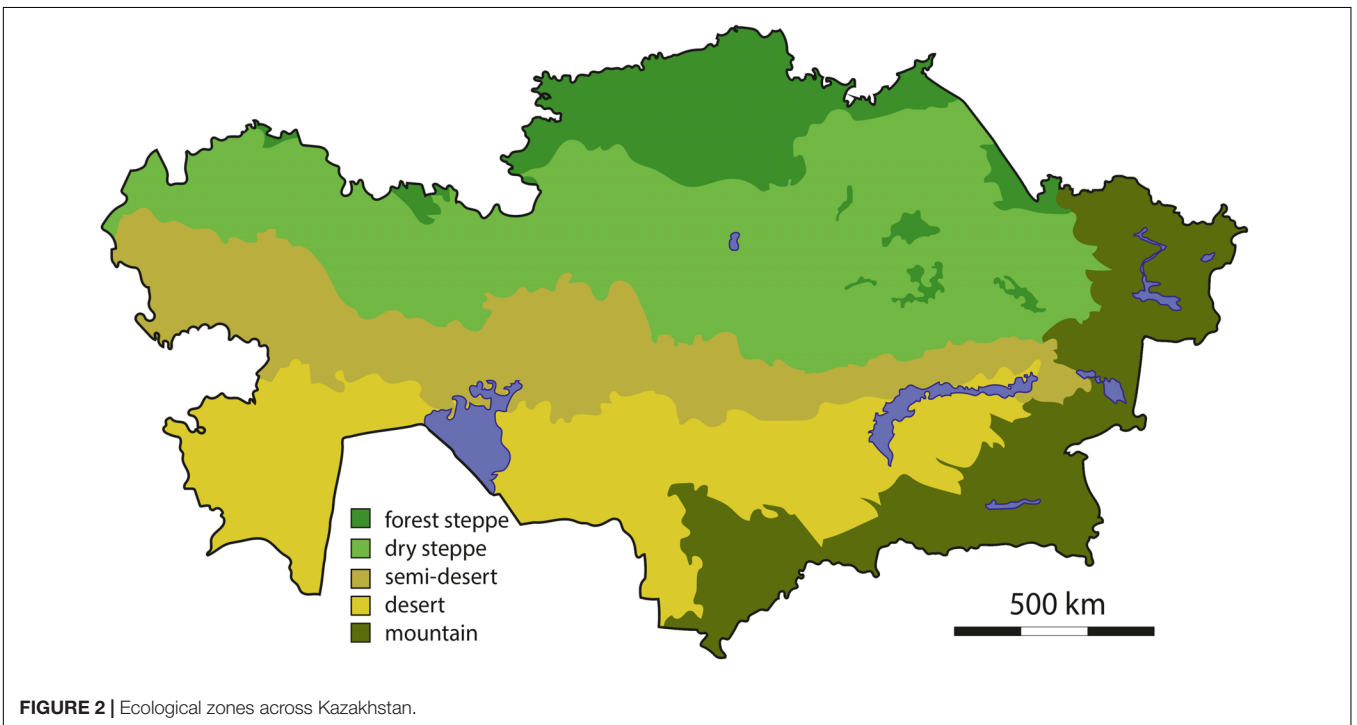 forest steppe
dry steppe
semi-desert
desert
mountain
500 km
FIGURE 2 | Ecological zones across Kazakhstan.